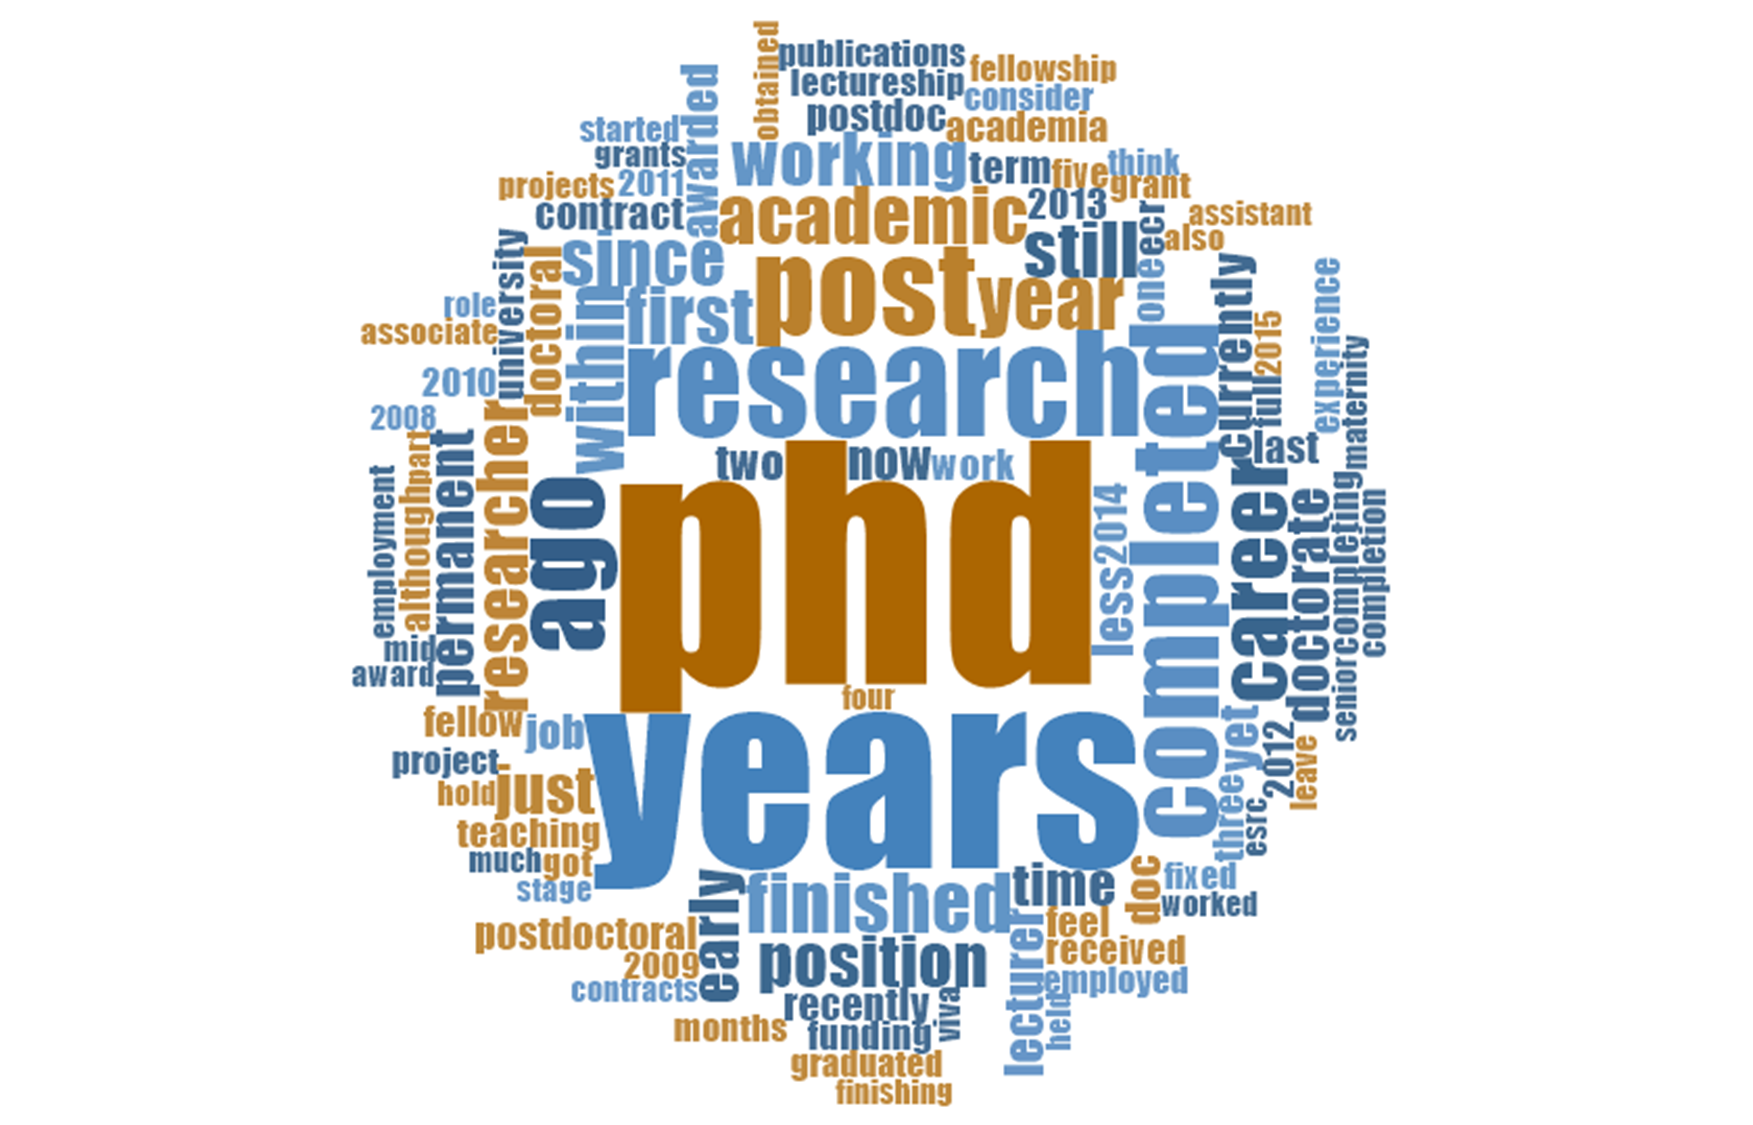 obtained
publications
fellowship
lectureship
consider
awarded
postdoc
academia
started
grants
working
term
five
think
projects
2011
grant
contract
academic
2013
assistant
also
since
still
ecr
one
university
doctoral
within
first
post
year
currently
experience
role
associate
2015
full
maternity
2010
research
completed
2008
part
although
permanent
researcher
two
now
work
last
career
employment
ago
phd
2014
less
doctorate
completing
completion
senior
mid
award
four
fellow
job
years
yet
three
2012
leave
project
hold
just
esrc
teaching
much
got
stage
early
finished
time
doc
fixed
worked
postdoctoral
feel
lecturer
received
2009
position
employed
contracts
recently
viva
held
months
funding
graduated
finishing